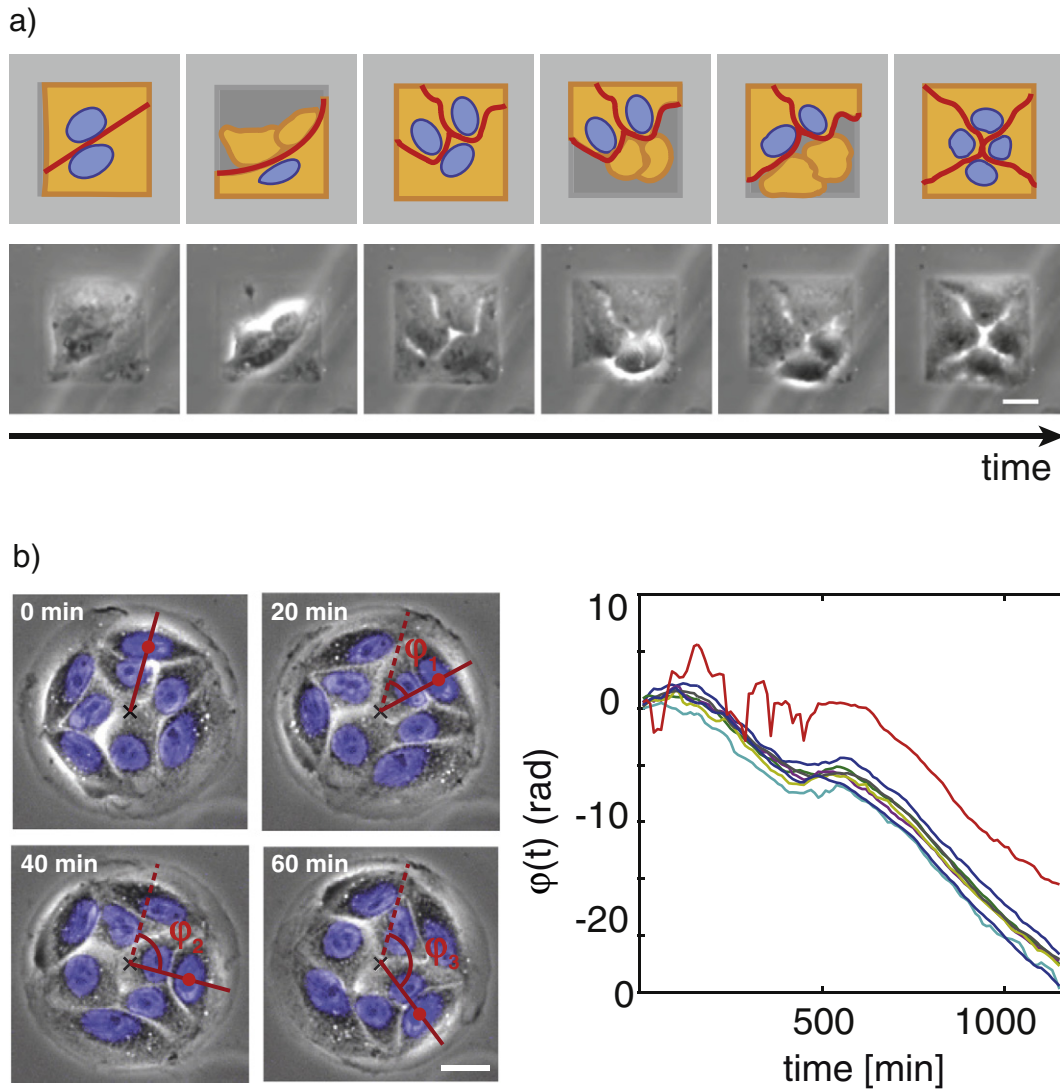 a)
time
b)
0 min
20 min
φ1
40 min
φ2
60 min
φ3
10
0
-10
-20
0
500
1000
φ(t) (rad)
time [min]